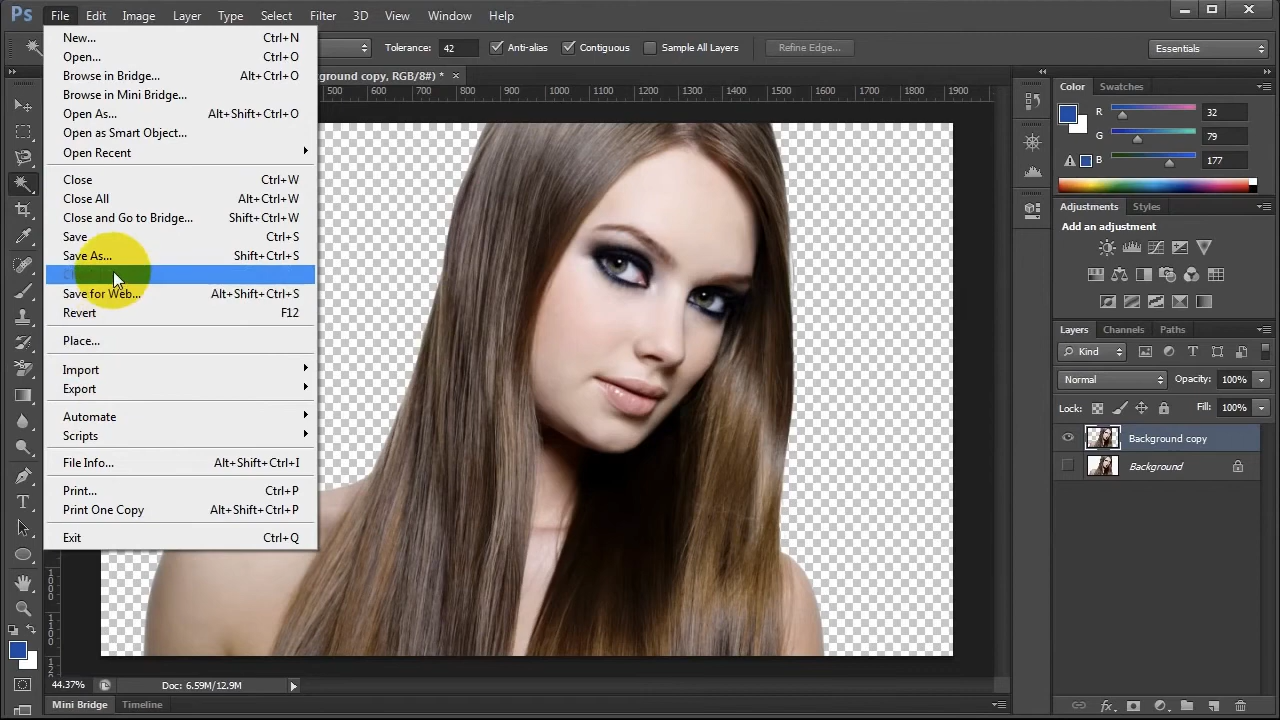 Ps File Edit Image Layer Type Select Filter 3D View Window Help
Tolerance: 42 Anti-alias Contiguous Sample All Layers Refine Edge... Essentials
ground copy, RGB/8#) * ×
500 600 700 800 900 1000 1100 1200 1300 1400 1500 1600 1700 1800 1900
New... Ctrl+N
Open... Ctrl+O
Browse in Bridge... Alt+Ctrl+O
Browse in Mini Bridge...
Open As... Alt+Shift+Ctrl+O
Open as Smart Object...
Open Recent
Close Ctrl+W
Close All Alt+Ctrl+W
Close and Go to Bridge... Shift+Ctrl+W
Save Ctrl+S
Save As... Shift+Ctrl+S
Save for Web... Alt+Shift+Ctrl+S
Revert F12
Place...
Import
Export
Automate
Scripts
File Info... Alt+Shift+Ctrl+I
Print... Ctrl+P
Print One Copy Alt+Shift+Ctrl+P
Exit Ctrl+Q
Color Swatches
R 32
G 79
B 177
Adjustments Styles
Add an adjustment
Layers Channels Paths
Kind
Normal Opacity: 100%
Lock: Fill: 100%
Background copy
Background
1000
1100
12
44.37% Doc: 6.59M/12.9M
Mini Bridge Timeline